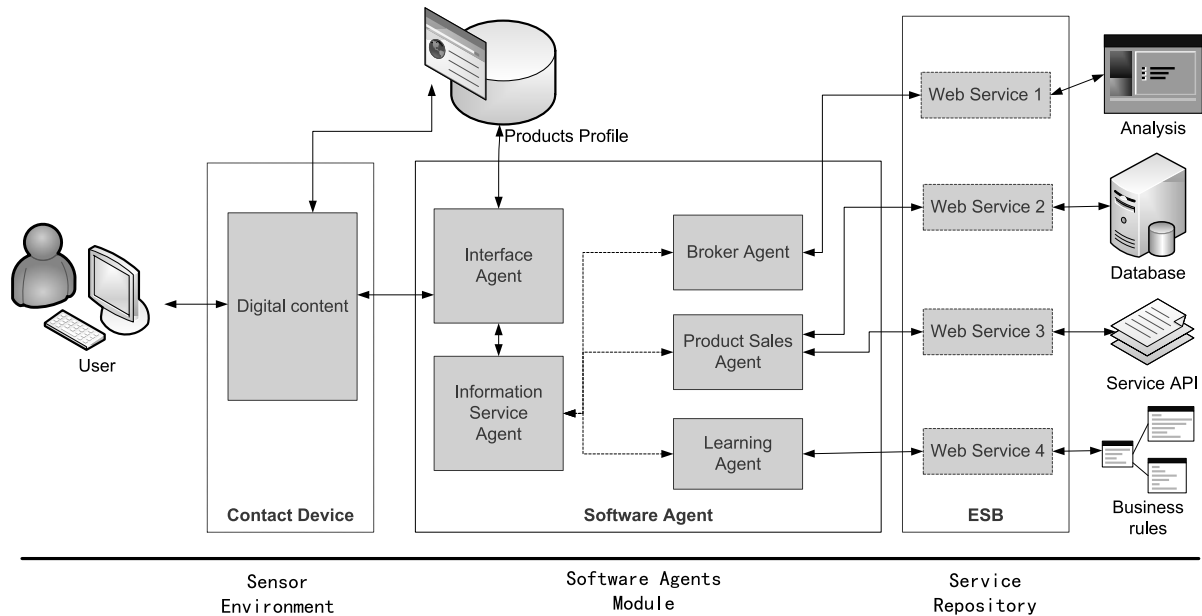 Products Profile
User
Digital content
Contact Device
Interface
Agent
Information
Service
Agent
Broker Agent
Product Sales
Agent
Learning
Agent
Software Agent
Web Service 1
Web Service 2
Web Service 3
Web Service 4
ESB
Analysis
Database
Service API
Business
rules
Sensor
Environment
Software Agents
Module
Service
Repository